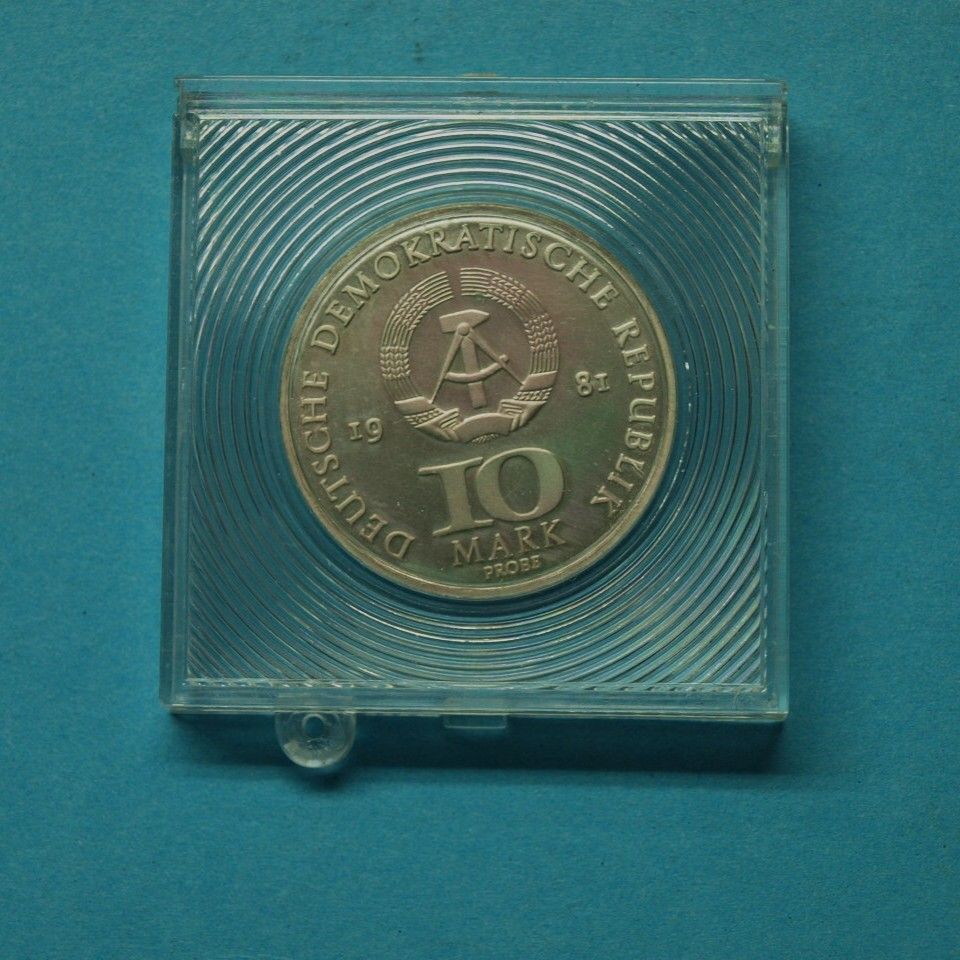 DEUTSCHE DEMOKRATISCHE REPUBLIK
19 81
10
MARK
PROBE